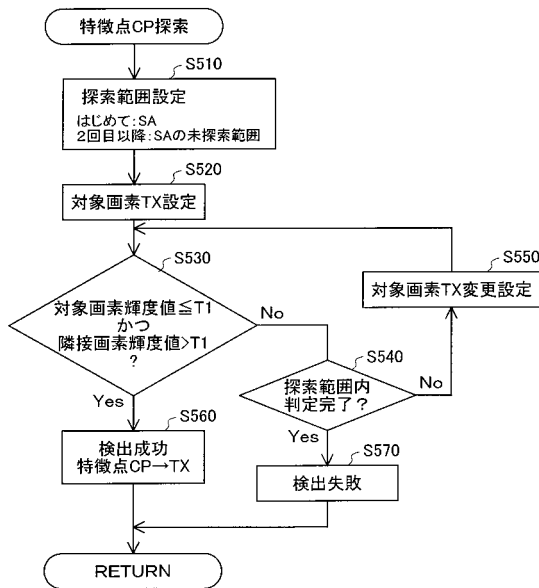 特徴点CP探索
S510
探索範囲設定
はじめて:SA
2回目以降:SAの未探索範囲
S520
対象画素TX設定
S530
対象画素輝度値≦T1
かつ
隣接画素輝度値>T1
?
No
Yes
S550
対象画素TX変更設定
S540
探索範囲内
判定完了?
No
Yes
S560
検出成功
特徴点CP→TX
S570
検出失敗
RETURN